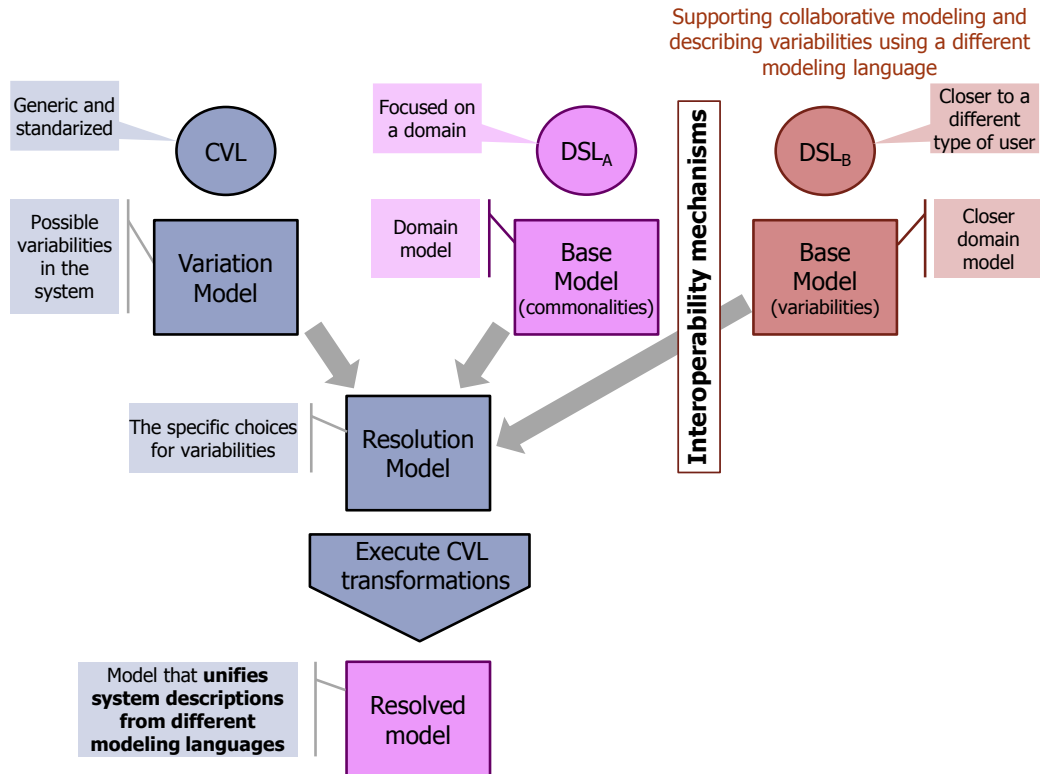 Supporting collaborative modeling and
describing variabilities using a different
modeling language
Generic and
standarized
CVL
Focused on
a domain
DSL_A
Interoperability mechanisms
DSL_B
Closer to a
different
type of user
Possible
variabilities
in the
system
Variation
Model
Domain
model
Base
Model
(commonalities)
Base
Model
(variabilities)
Closer
domain
model
The specific choices
for variabilities
Resolution
Model
Execute CVL
transformations
Model that unifies
system descriptions
from different
modeling languages
Resolved
model